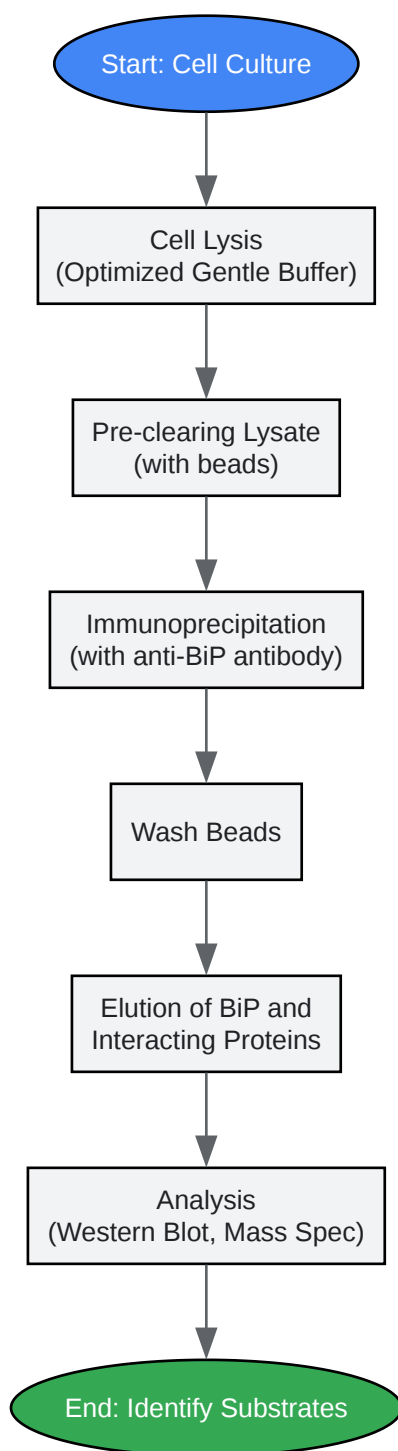 Start: Cell Culture
Cell Lysis
(Optimized Gentle Buffer)
Pre-clearing Lysate
(with beads)
Immunoprecipitation
(with anti-BiP antibody)
Wash Beads
Elution of BiP and
Interacting Proteins
Analysis
(Western Blot, Mass Spec)
End: Identify Substrates